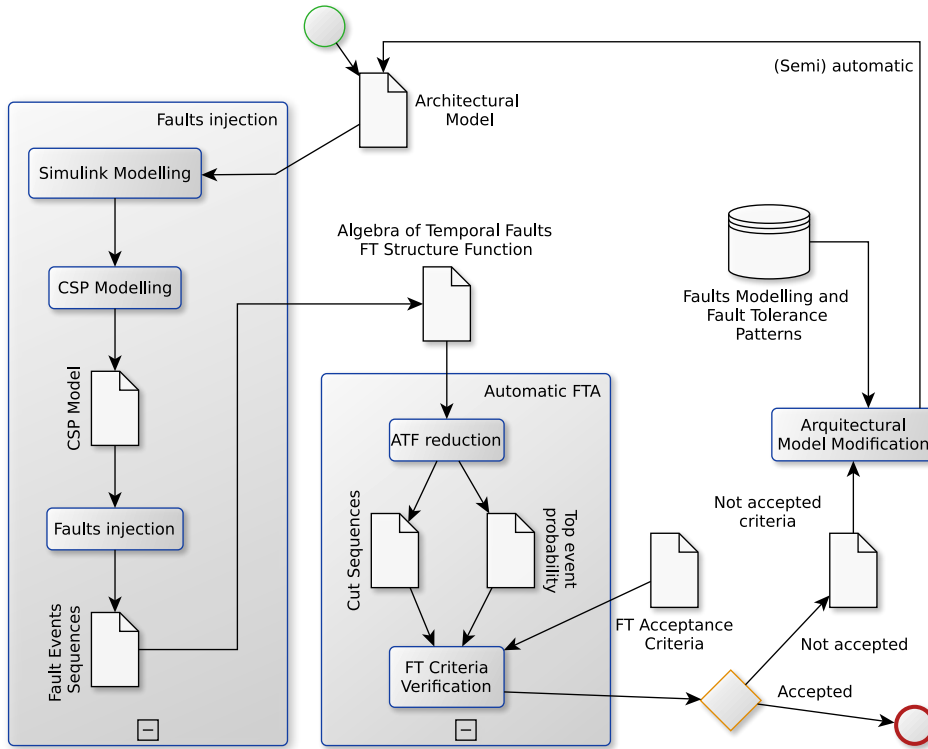 (Semi) automatic
Architectural
Model
Faults injection
Simulink Modelling
CSP Modelling
CSP Model
Faults injection
Fault Events
Sequences
Algebra of Temporal Faults
FT Structure Function
Automatic FTA
ATF reduction
Cut Sequences
Top event
probability
FT Criteria
Verification
FT Acceptance
Criteria
Faults Modelling and
Fault Tolerance
Patterns
Arquitectural
Model Modification
Not accepted
criteria
Not accepted
Accepted